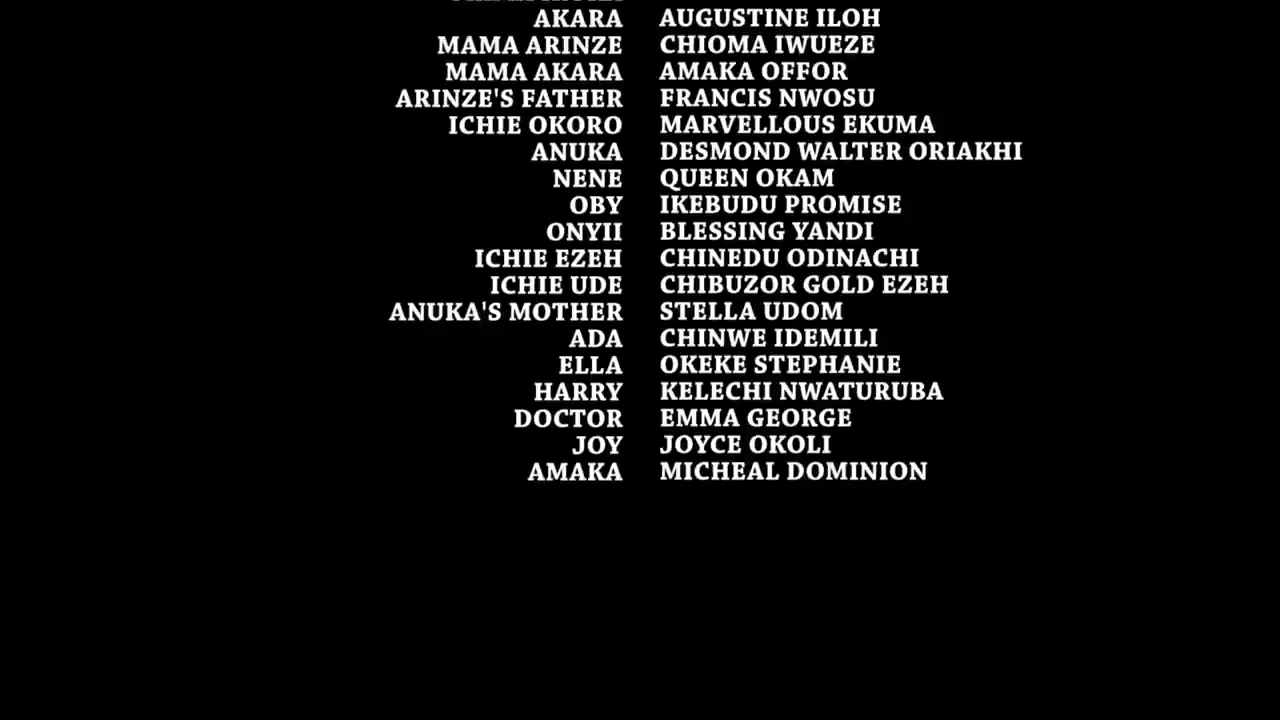 AKARA AUGUSTINE ILOH
MAMA ARINZE CHIOMA IWUEZE
MAMA AKARA AMAKA OFFOR
ARINZE'S FATHER FRANCIS NWOSU
ICHIE OKORO MARVELLOUS EKUMA
ANUKA DESMOND WALTER ORIAKHI
NENE QUEEN OKAM
OBY IKEBUDU PROMISE
ONYII BLESSING YANDI
ICHIE EZEH CHINEDU ODINACHI
ICHIE UDE CHIBUZOR GOLD EZEH
ANUKA'S MOTHER STELLA UDOM
ADA CHINWE IDEMILI
ELLA OKEKE STEPHANIE
HARRY KELECHI NWATURUBA
DOCTOR EMMA GEORGE
JOY JOYCE OKOLI
AMAKA MICHEAL DOMINION